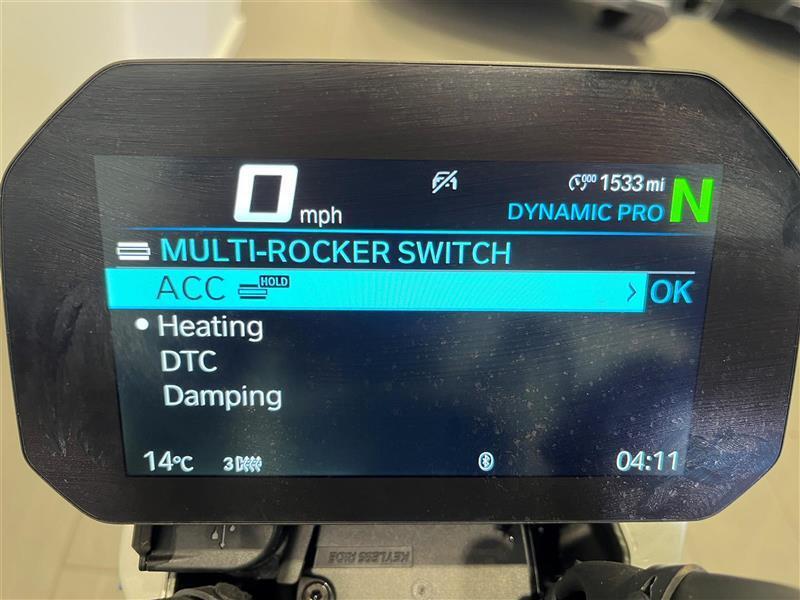 0 mph
000 1533 mi
DYNAMIC PRO N
MULTI-ROCKER SWITCH
ACC HOLD > OK
• Heating
DTC
Damping
14°C 3 04:11
KEYLESS RIDE